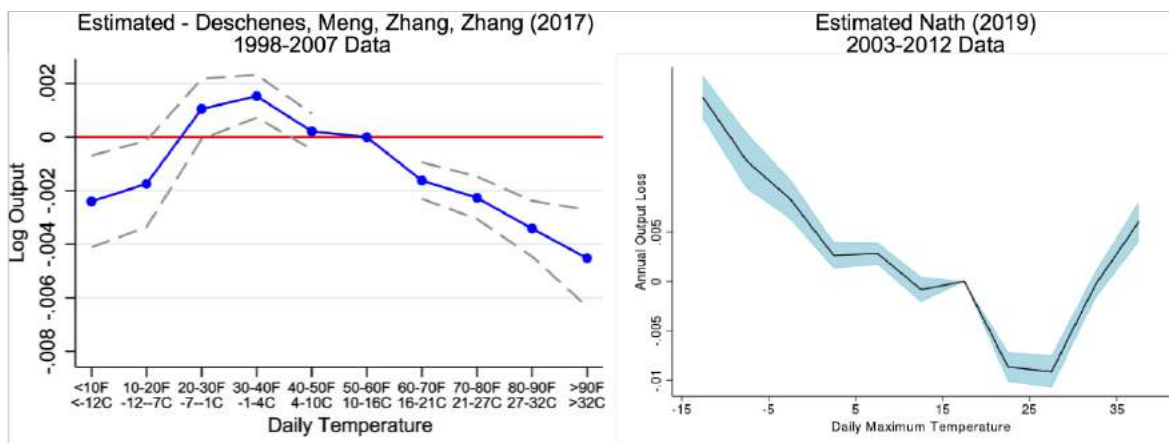 Estimated - Deschenes, Meng, Zhang, Zhang (2017)
1998-2007 Data
Log Output
.002
0
-.002
-.004
-.006
-.008
<10F 10-20F 20-30F 30-40F 40-50F 50-60F 60-70F 70-80F 80-90F >90F
<-12C -12--7C -7--1C -1-4C 4-10C 10-16C 16-21C 21-27C 27-32C >32C
Daily Temperature
Estimated Nath (2019)
2003-2012 Data
Annual Output Loss
.005
0
-.005
-.01
-15 -5 5 15 25 35
Daily Maximum Temperature